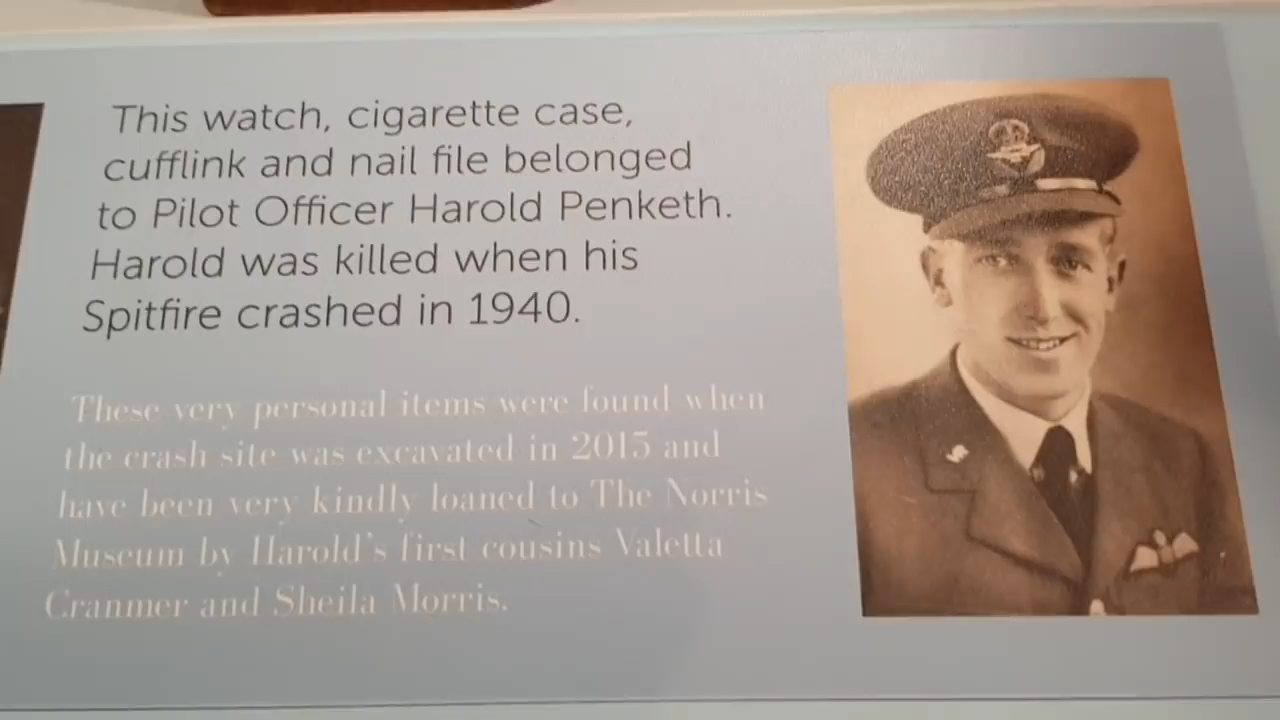 This watch, cigarette case,
cufflink and nail file belonged
to Pilot Officer Harold Penketh.
Harold was killed when his
Spitfire crashed in 1940.
These very personal items were found when
the crash site was excavated in 2015 and
have been very kindly loaned to The Norris
Museum by Harold's first cousins Valetta
Cranmer and Sheila Morris.